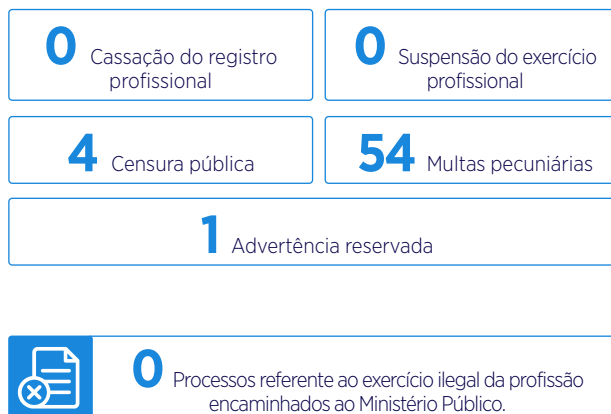 0 Cassação do registro
profissional
0 Suspensão do exercício
profissional
4 Censura pública
54 Multas pecuniárias
1 Advertência reservada
0 Processos referente ao exercício ilegal da profissão
encaminhados ao Ministério Público.